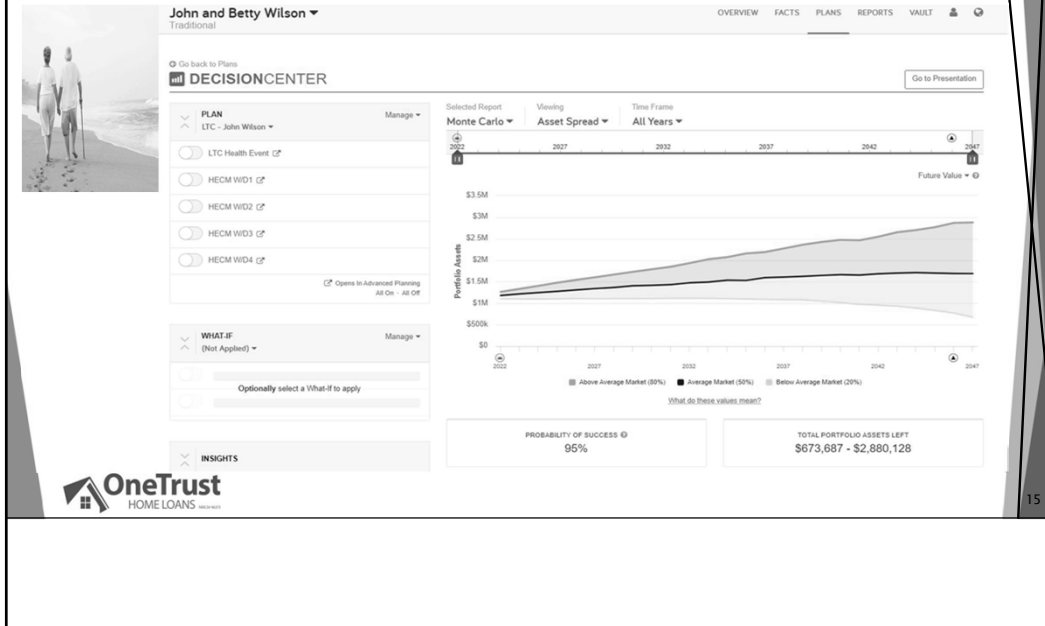 John and Betty Wilson
Traditional
OVERVIEW FACTS PLANS REPORTS VAULT
Go back to Plans
DECISIONCENTER
Go to Presentation
PLAN
Manage
LTC - John Wilson
LTC Health Event
HECM W/D1
HECM W/D2
HECM W/D3
HECM W/D4
Opens in Advanced Planning
All On - All Off
WHAT-IF
Manage
(Not Applied)
Optionally select a What-If to apply
INSIGHTS
Selected Report Viewing Time Frame
Monte Carlo Asset Spread All Years
2022 2027 2032 2037 2042 2047
Future Value
Portfolio Assets
$3.5M
$3M
$2.5M
$2M
$1.5M
$1M
$500k
$0
2022 2027 2032 2037 2042 2047
Above Average Market (80%) Average Market (50%) Below Average Market (20%)
What do these values mean?
PROBABILITY OF SUCCESS
95%
TOTAL PORTFOLIO ASSETS LEFT
$673,687 - $2,880,128
OneTrust
HOME LOANS
15